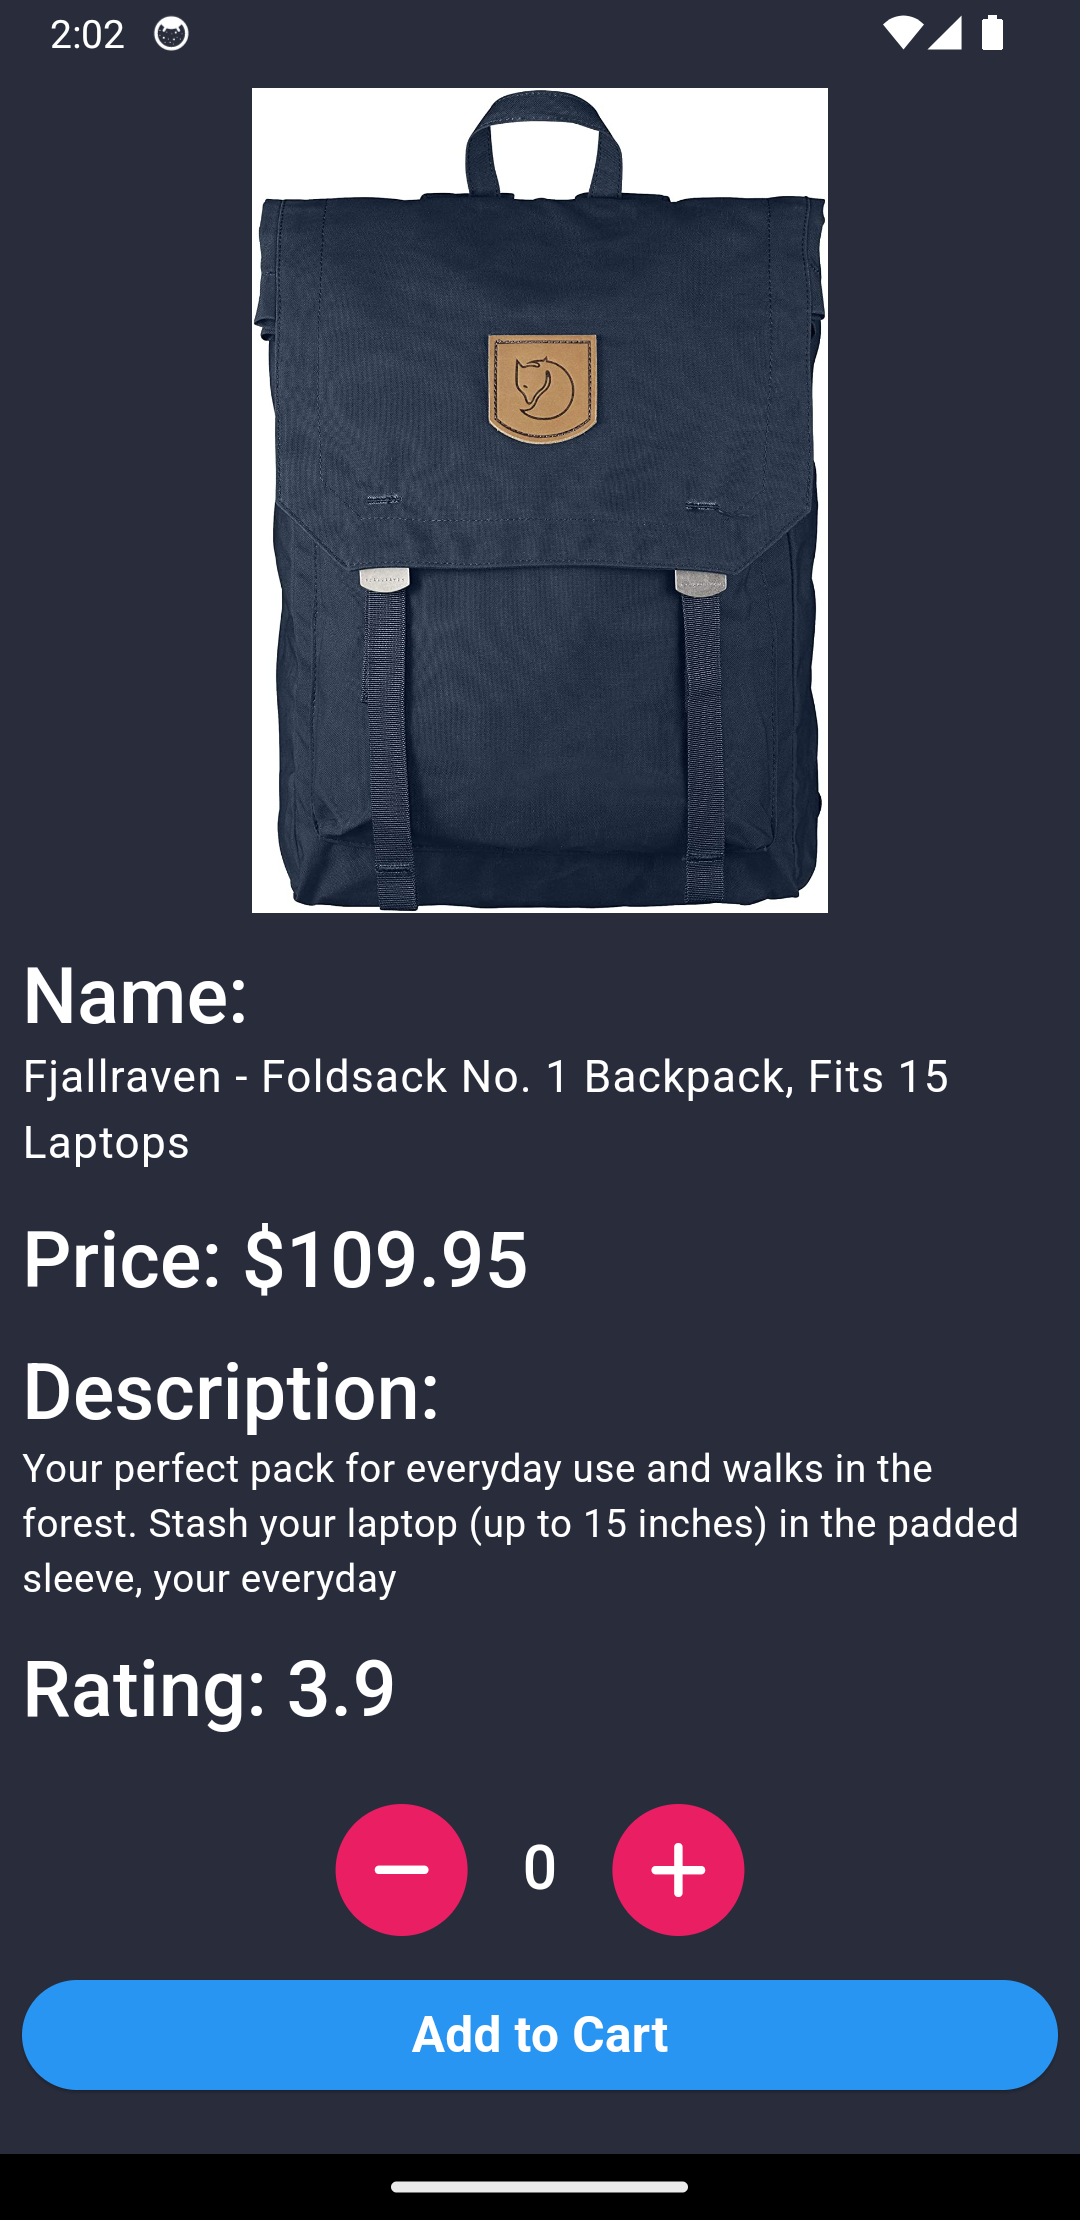 2:02
Name:
Fjallraven - Foldsack No. 1 Backpack, Fits 15
Laptops
Price: $109.95
Description:
Your perfect pack for everyday use and walks in the
forest. Stash your laptop (up to 15 inches) in the padded
sleeve, your everyday
Rating: 3.9
0
Add to Cart